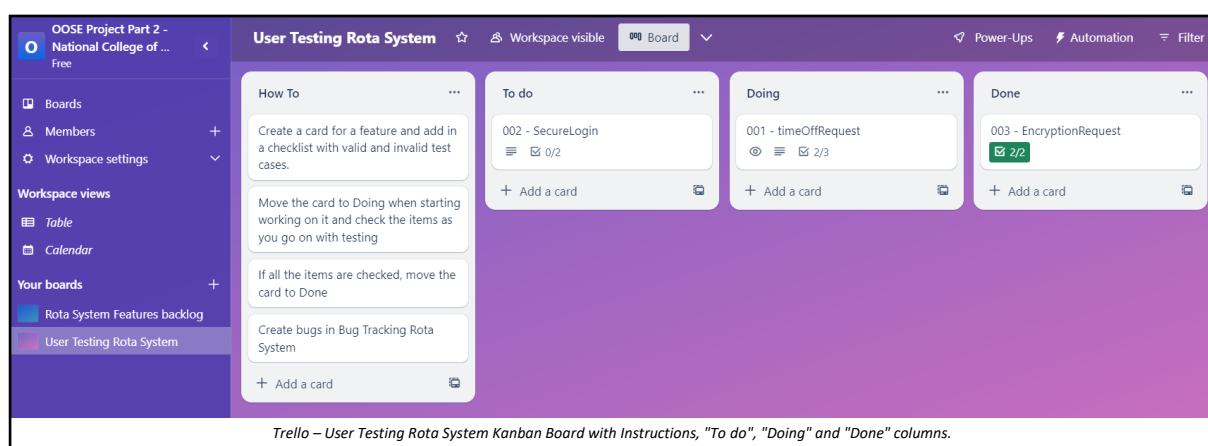 OOSE Project Part 2 -
National College of ...
Free
O
Boards
Members
Workspace settings
Workspace views
Table
Calendar
Your boards
Rota System Features backlog
User Testing Rota System
User Testing Rota System
Workspace visible
Board
Power-Ups
Automation
Filter
How To
Create a card for a feature and add in
a checklist with valid and invalid test
cases.
Move the card to Doing when starting
working on it and check the items as
you go on with testing
If all the items are checked, move the
card to Done
Create bugs in Bug Tracking Rota
System
+ Add a card
To do
002 - SecureLogin
0/2
+ Add a card
Doing
001 - timeOffRequest
2/3
+ Add a card
Done
003 - EncryptionRequest
2/2
+ Add a card
Trello – User Testing Rota System Kanban Board with Instructions, "To do", "Doing" and "Done" columns.